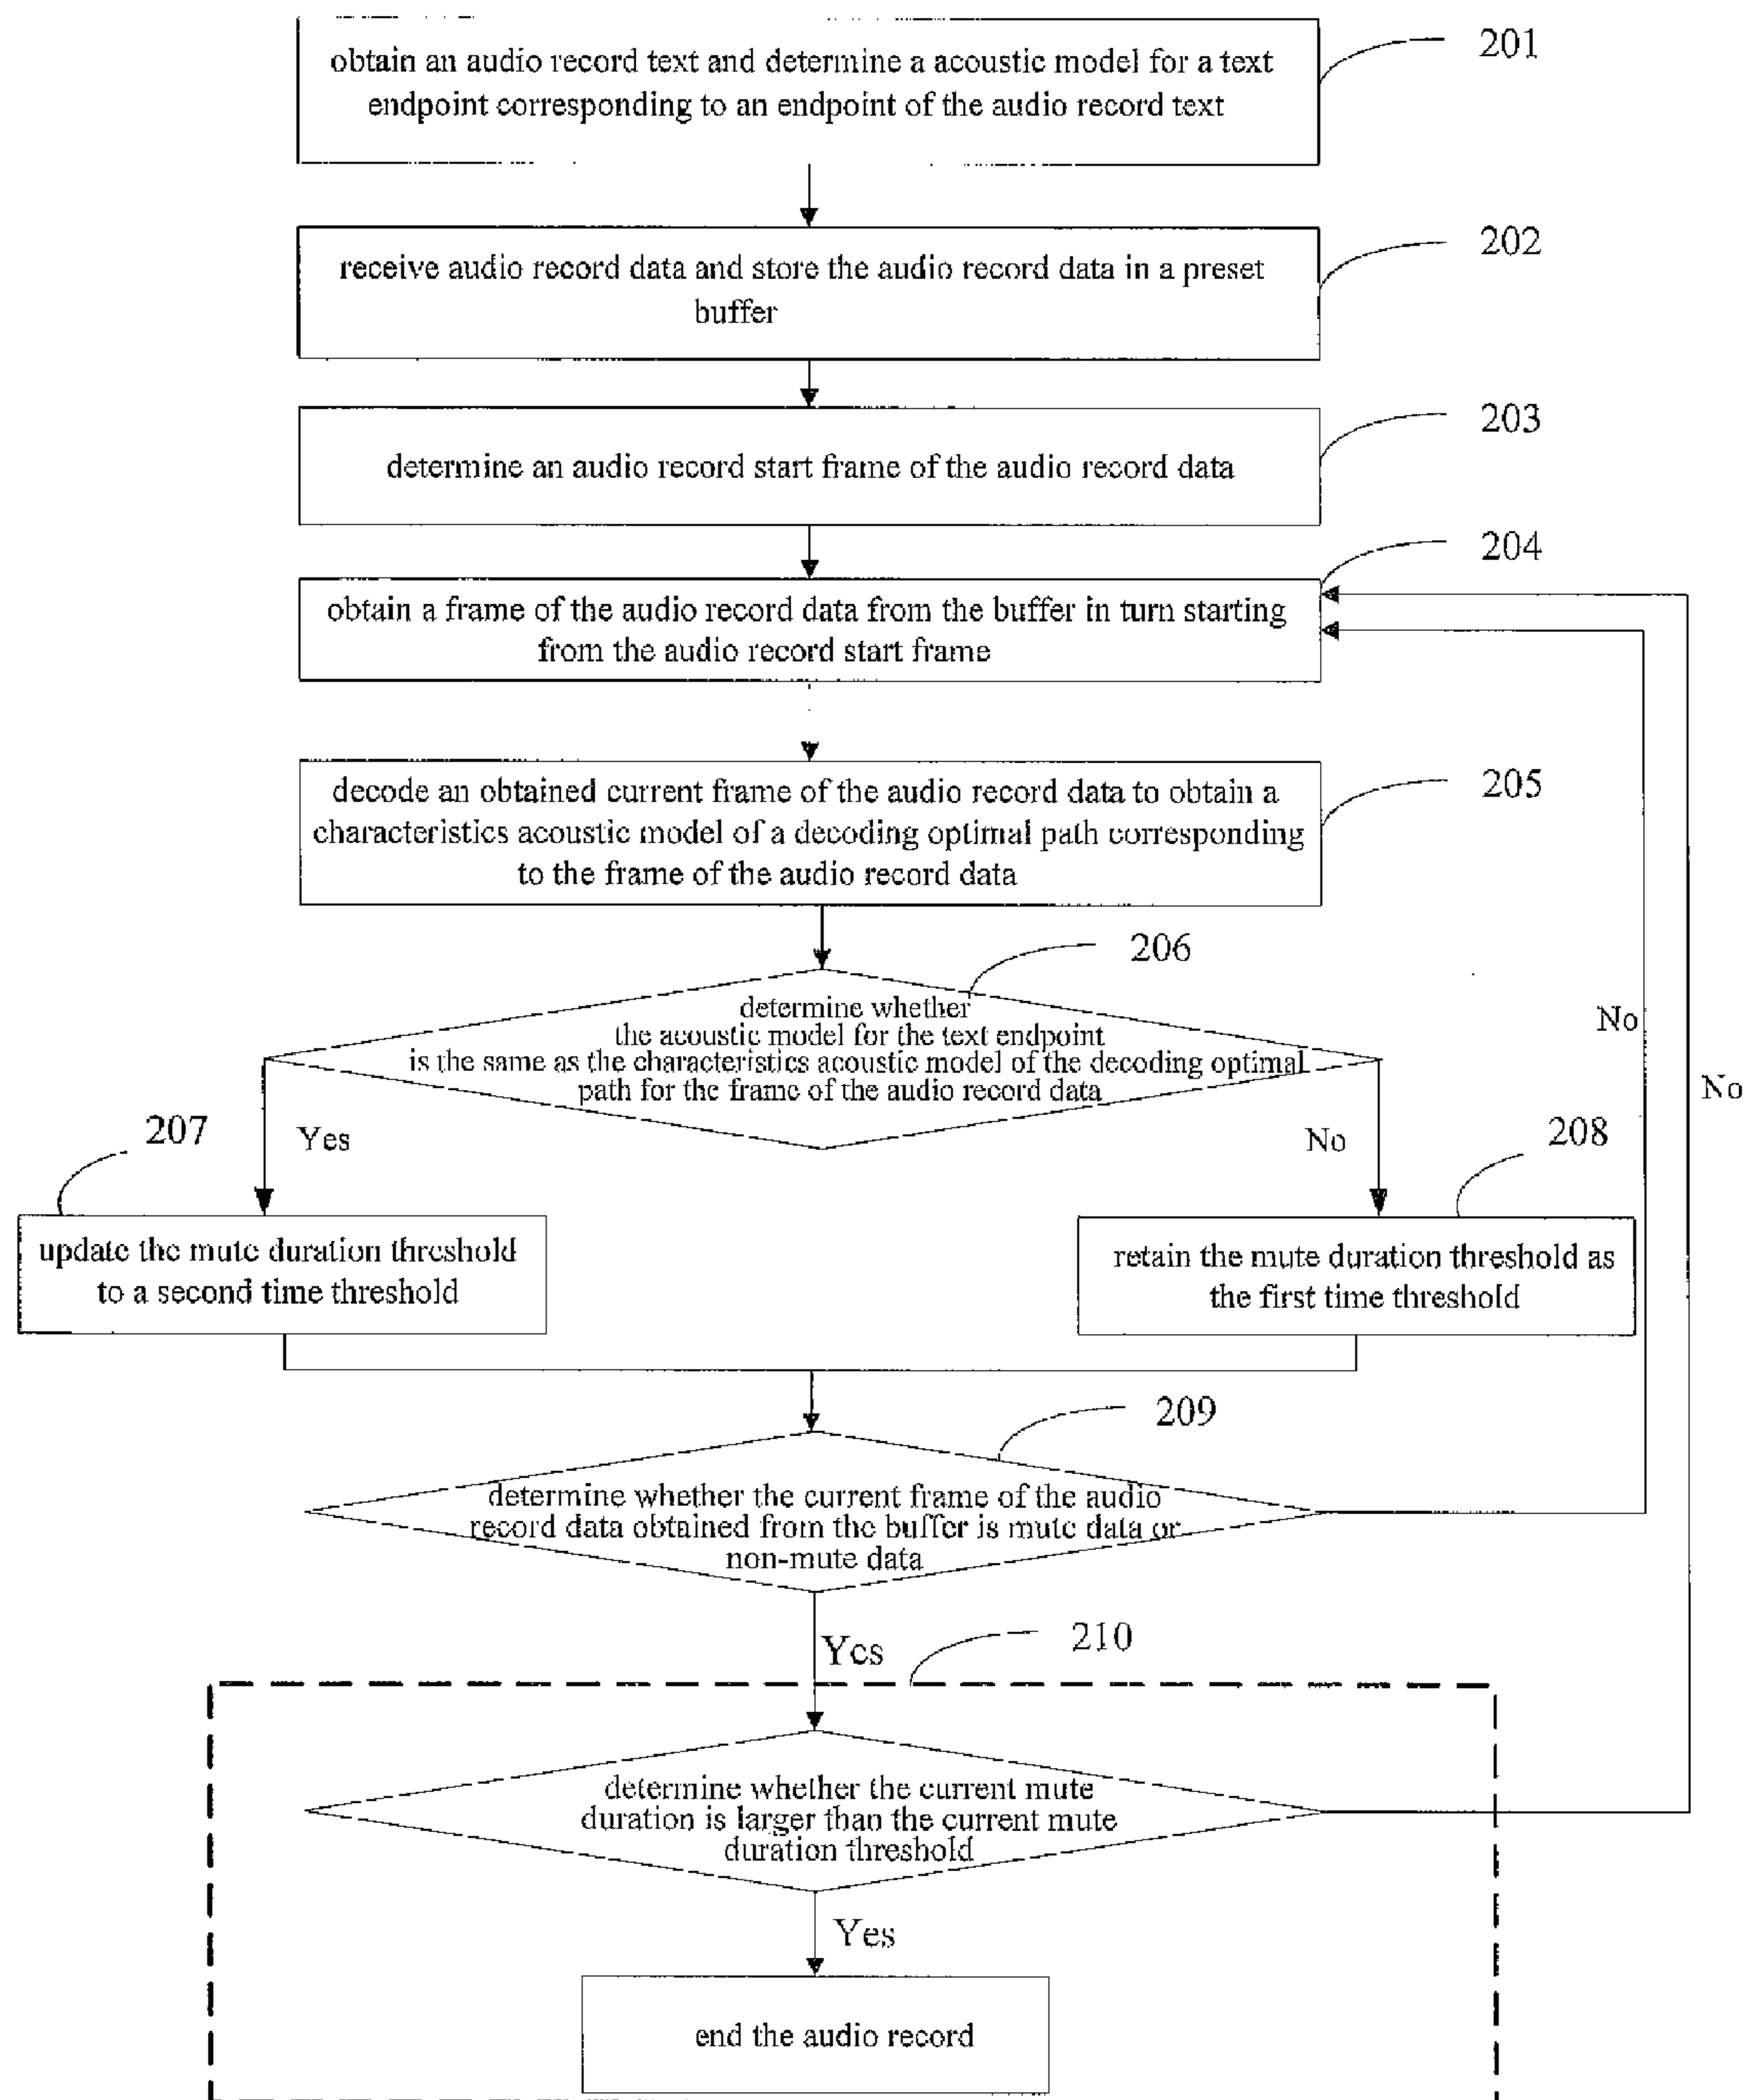 obtain an audio record text and determine a acoustic model for a text
endpoint corresponding to an endpoint of the audio record text
201
receive audio record data and store the audio record data in a preset
buffer
202
determine an audio record start frame of the audio record data
203
obtain a frame of the audio record data from the buffer in turn starting
from the audio record start frame
204
decode an obtained current frame of the audio record data to obtain a
characteristics acoustic model of a decoding optimal path corresponding
to the frame of the audio record data
205
206
determine whether
the acoustic model for the text endpoint
is the same as the characteristics acoustic model of the decoding optimal
path for the frame of the audio record data
No
No
207
Yes
No
208
update the mute duration threshold
to a second time threshold
retain the mute duration threshold as
the first time threshold
209
determine whether the current frame of the audio
record data obtained from the buffer is mute data or
non-mute data
Yes
210
determine whether the current mute
duration is larger than the current mute
duration threshold
Yes
end the audio record